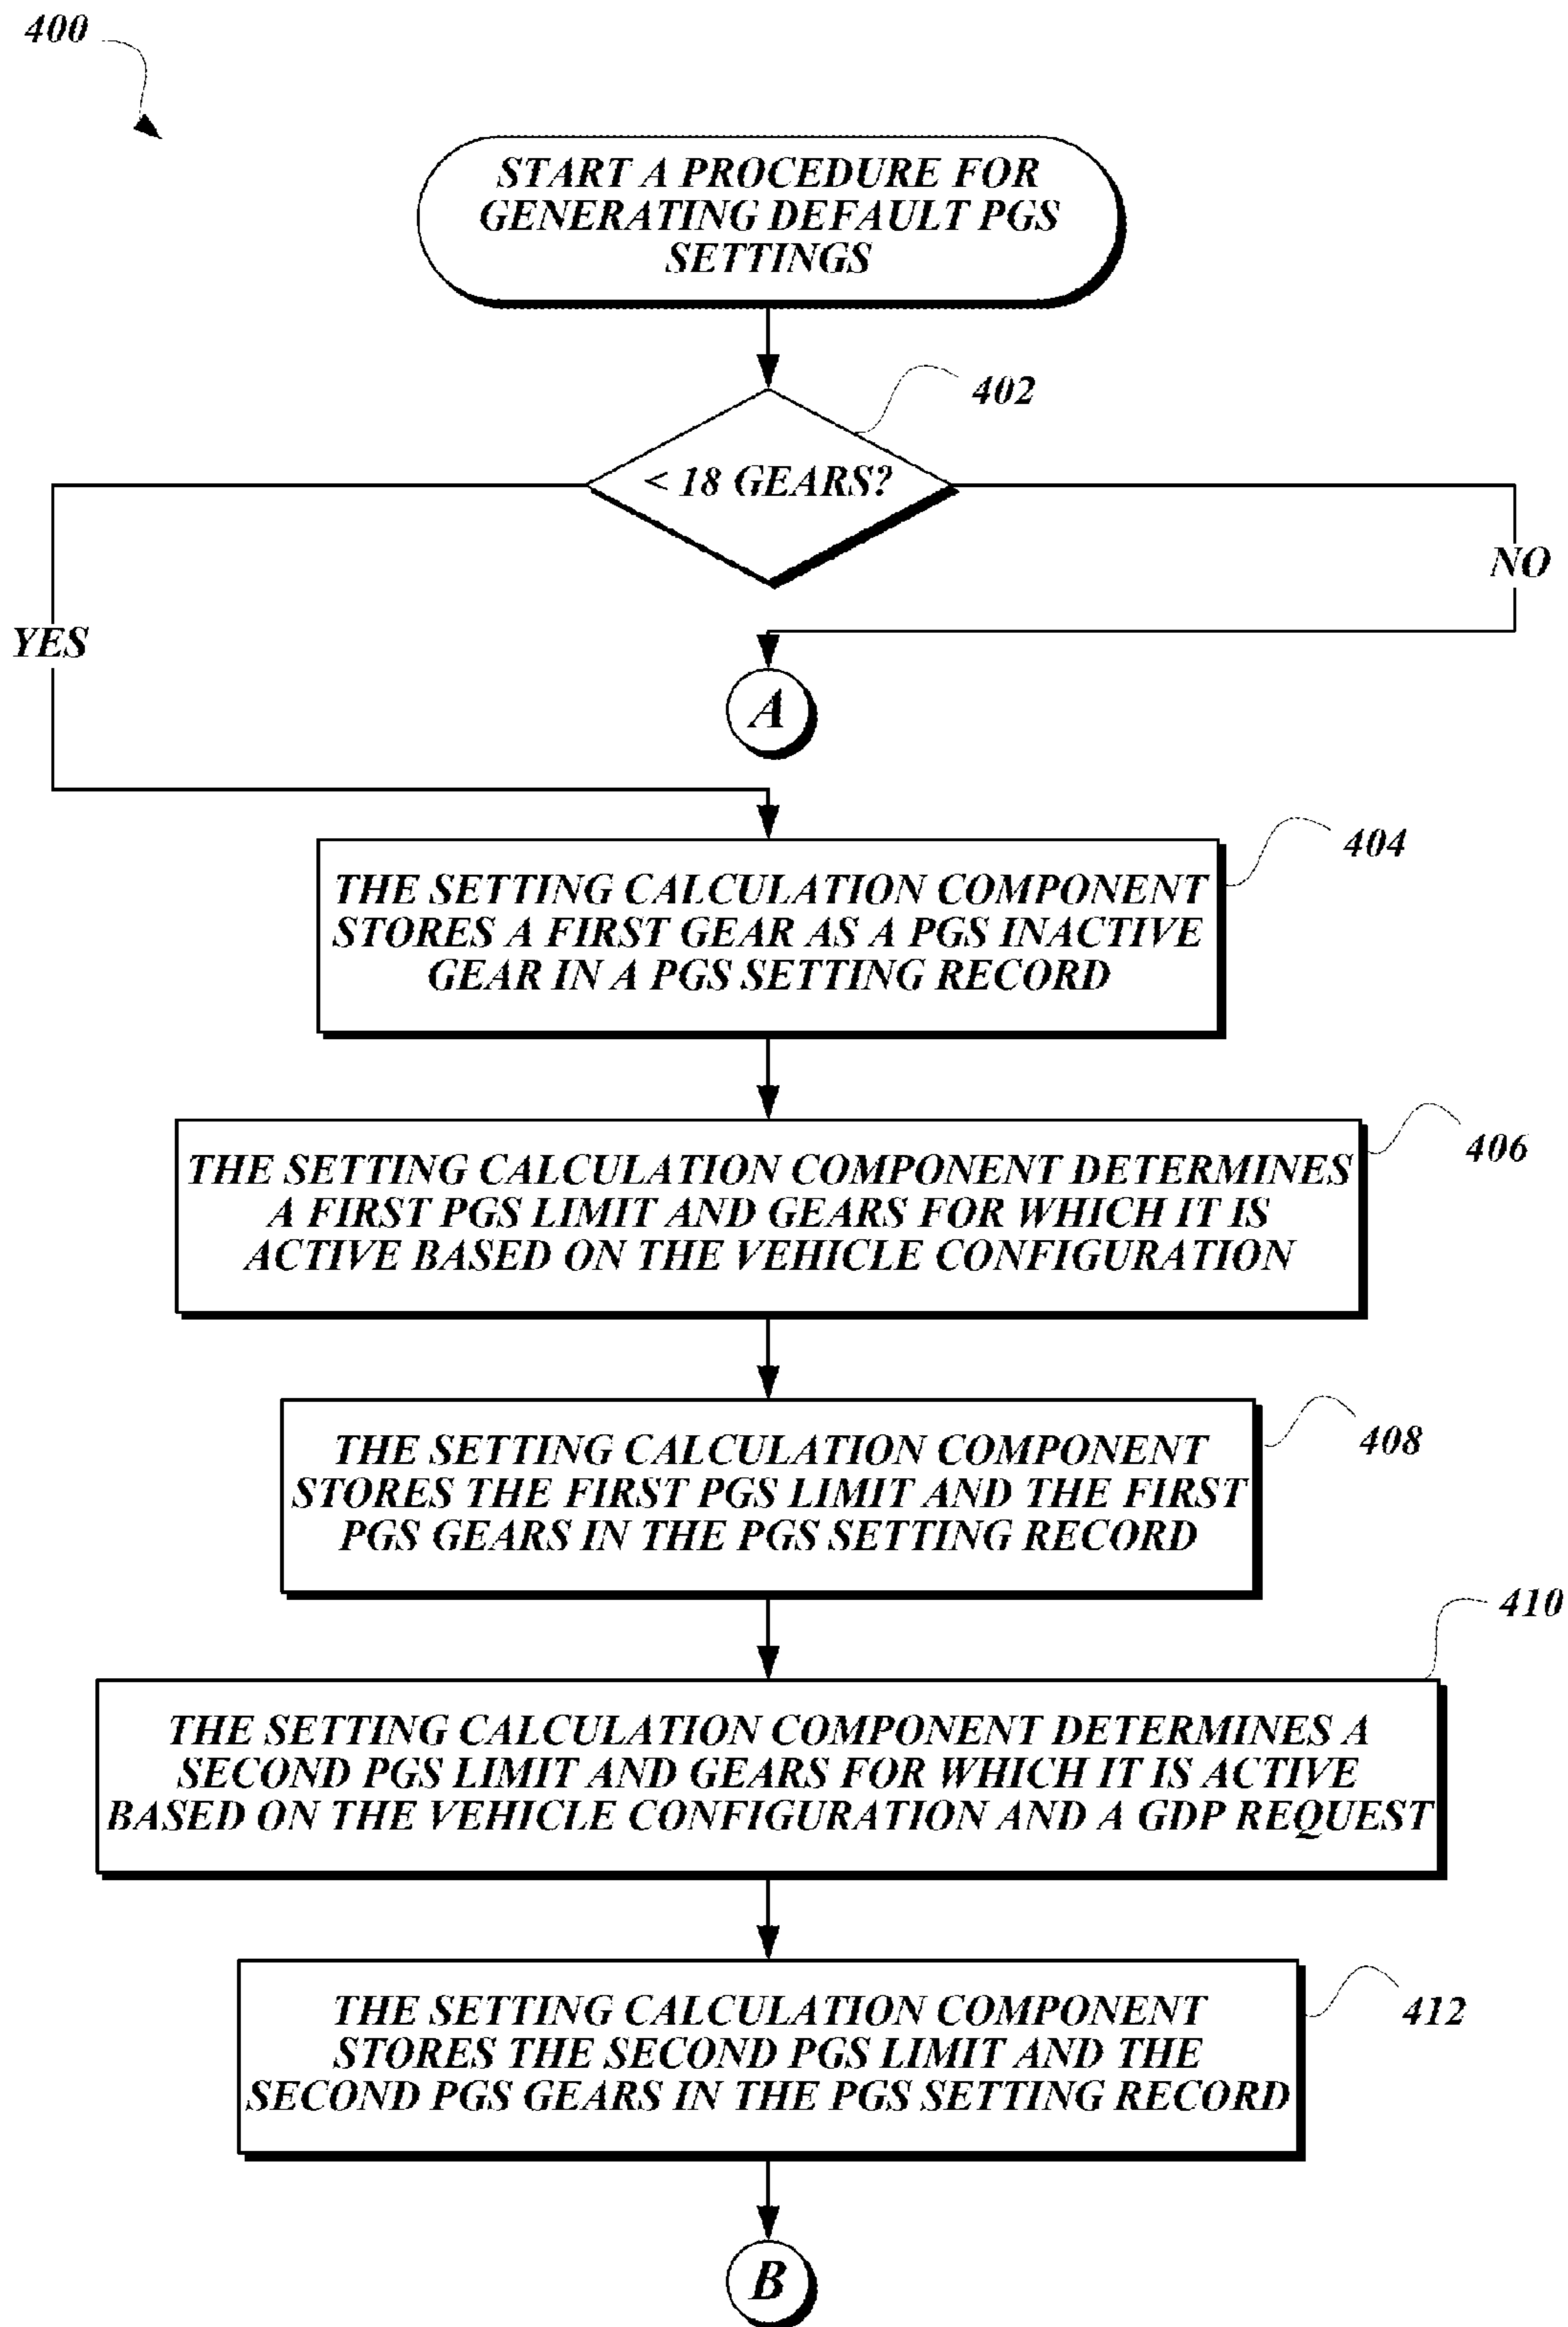 400
START A PROCEDURE FOR
GENERATING DEFAULT PGS
SETTINGS
402
< 18 GEARS?
NO
YES
A
404
THE SETTING CALCULATION COMPONENT
STORES A FIRST GEAR AS A PGS INACTIVE
GEAR IN A PGS SETTING RECORD
406
THE SETTING CALCULATION COMPONENT DETERMINES
A FIRST PGS LIMIT AND GEARS FOR WHICH IT IS
ACTIVE BASED ON THE VEHICLE CONFIGURATION
408
THE SETTING CALCULATION COMPONENT
STORES THE FIRST PGS LIMIT AND THE FIRST
PGS GEARS IN THE PGS SETTING RECORD
410
THE SETTING CALCULATION COMPONENT DETERMINES A
SECOND PGS LIMIT AND GEARS FOR WHICH IT IS ACTIVE
BASED ON THE VEHICLE CONFIGURATION AND A GDP REQUEST
412
THE SETTING CALCULATION COMPONENT
STORES THE SECOND PGS LIMIT AND THE
SECOND PGS GEARS IN THE PGS SETTING RECORD
B